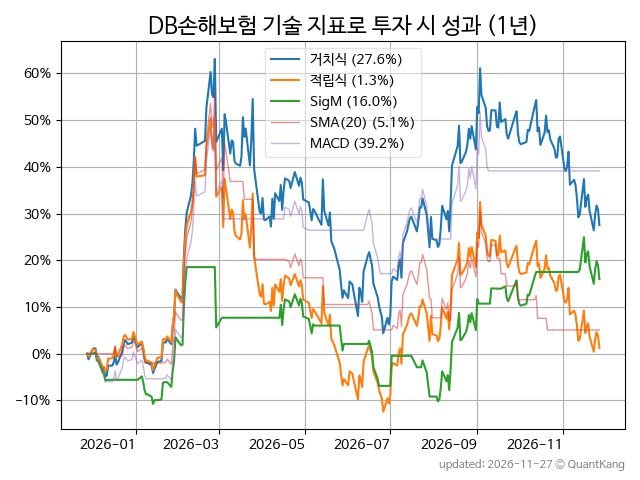 DB손해보험 기술 지표로 투자 시 성과 (1년)
거치식 (27.6%)
적립식 (1.3%)
SigM (16.0%)
SMA(20) (5.1%)
MACD (39.2%)
60%
50%
40%
30%
20%
10%
0%
−10%
2026-01 2026-03 2026-05 2026-07 2026-09 2026-11
updated: 2026-11-27 © QuantKang